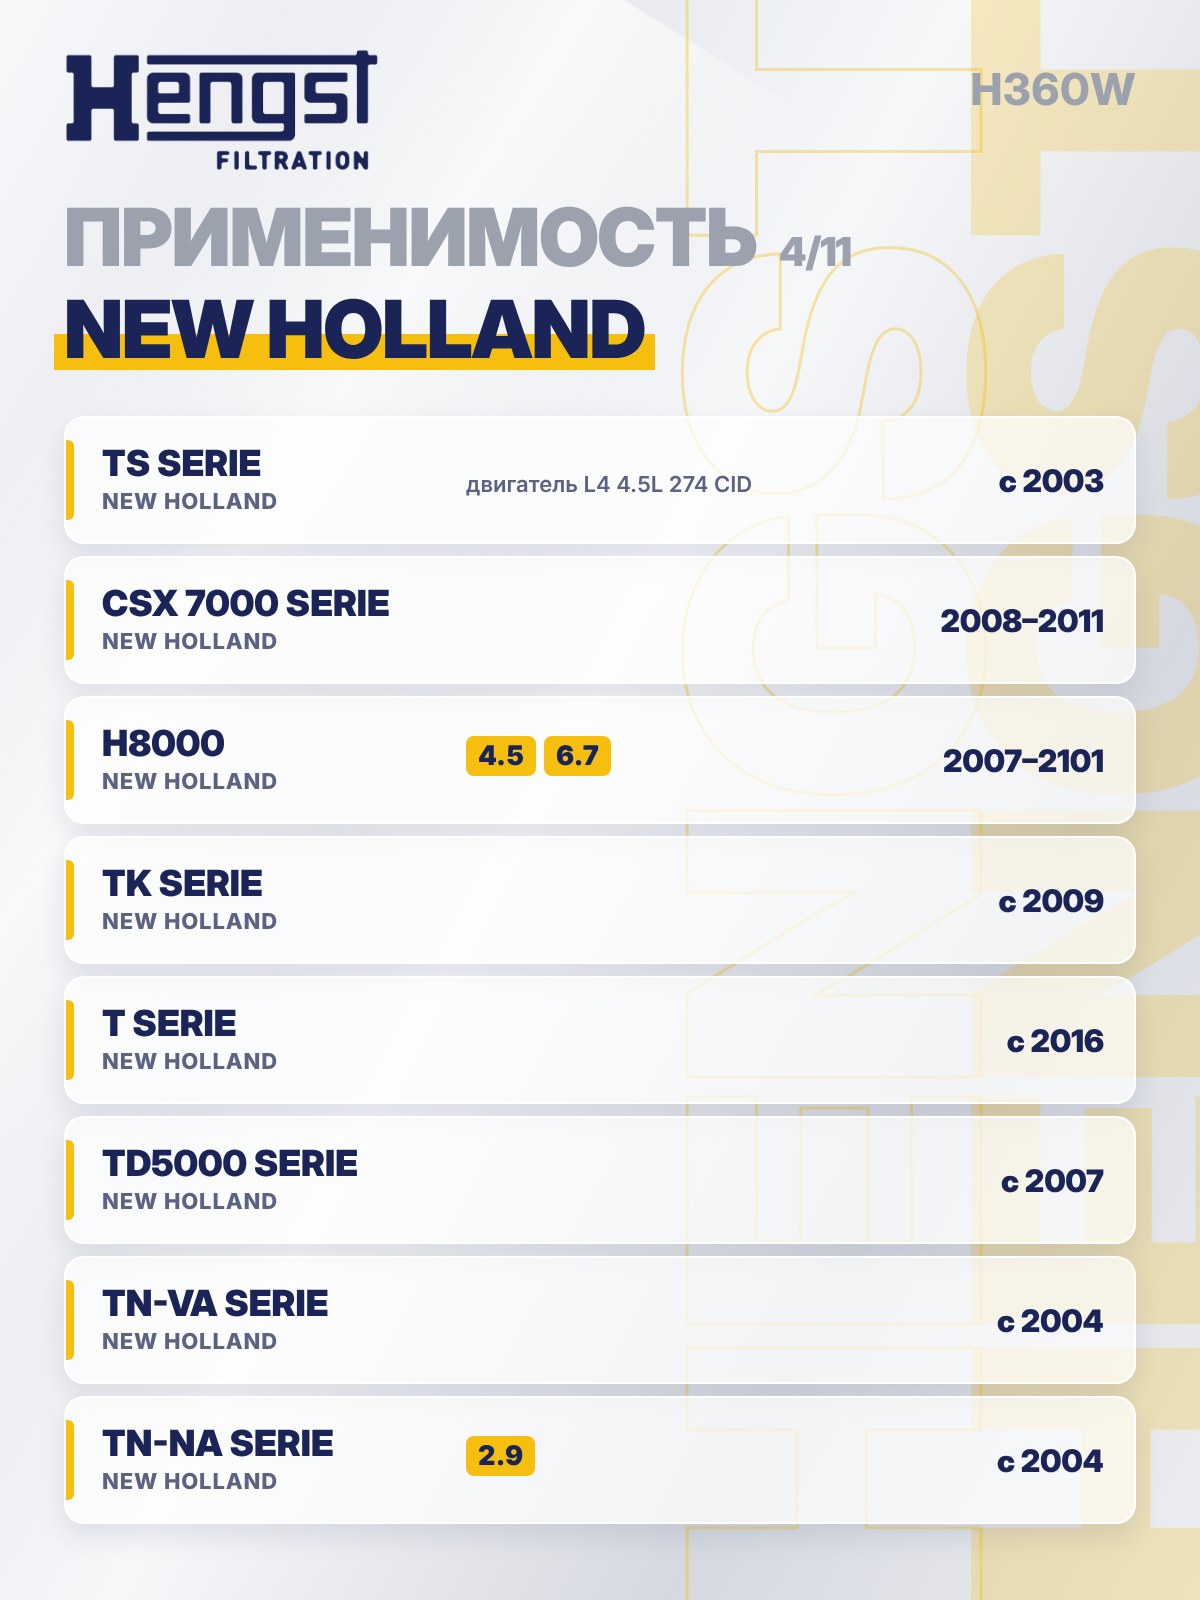 Hengst
FILTRATION
H360W
ПРИМЕНИМОСТЬ 4/11
NEW HOLLAND
TS SERIE
NEW HOLLAND
двигатель L4 4.5L 274 CID
с 2003
CSX 7000 SERIE
NEW HOLLAND
2008–2011
H8000
NEW HOLLAND
4.5 6.7
2007–2101
TK SERIE
NEW HOLLAND
с 2009
T SERIE
NEW HOLLAND
с 2016
TD5000 SERIE
NEW HOLLAND
с 2007
TN-VA SERIE
NEW HOLLAND
с 2004
TN-NA SERIE
NEW HOLLAND
2.9
с 2004
HENGST
HENGST